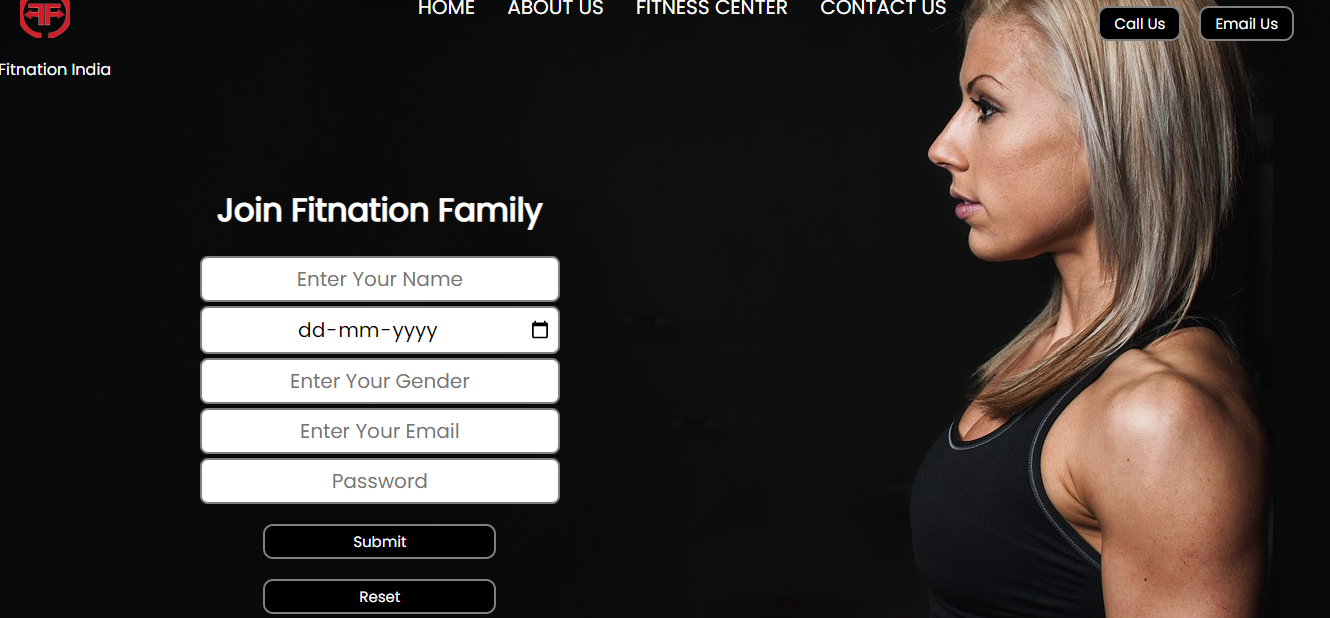 HOME ABOUT US FITNESS CENTER CONTACT US
Call Us Email Us
Fitnation India
Join Fitnation Family
Enter Your Name
dd-mm-yyyy
Enter Your Gender
Enter Your Email
Password
Submit
Reset